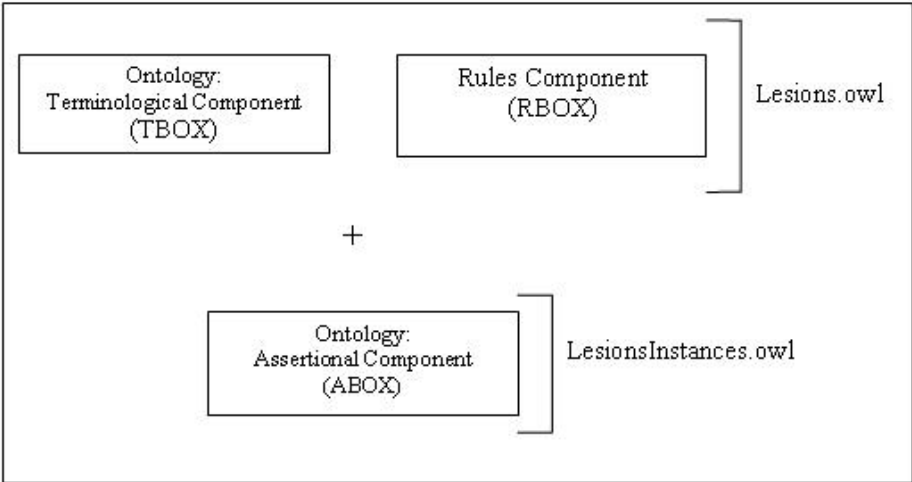 Ontology:
Terminological Component
(TBOX)
Rules Component
(RBOX)
Lesions.owl
+
Ontology:
Assertional Component
(ABOX)
LesionsInstances.owl